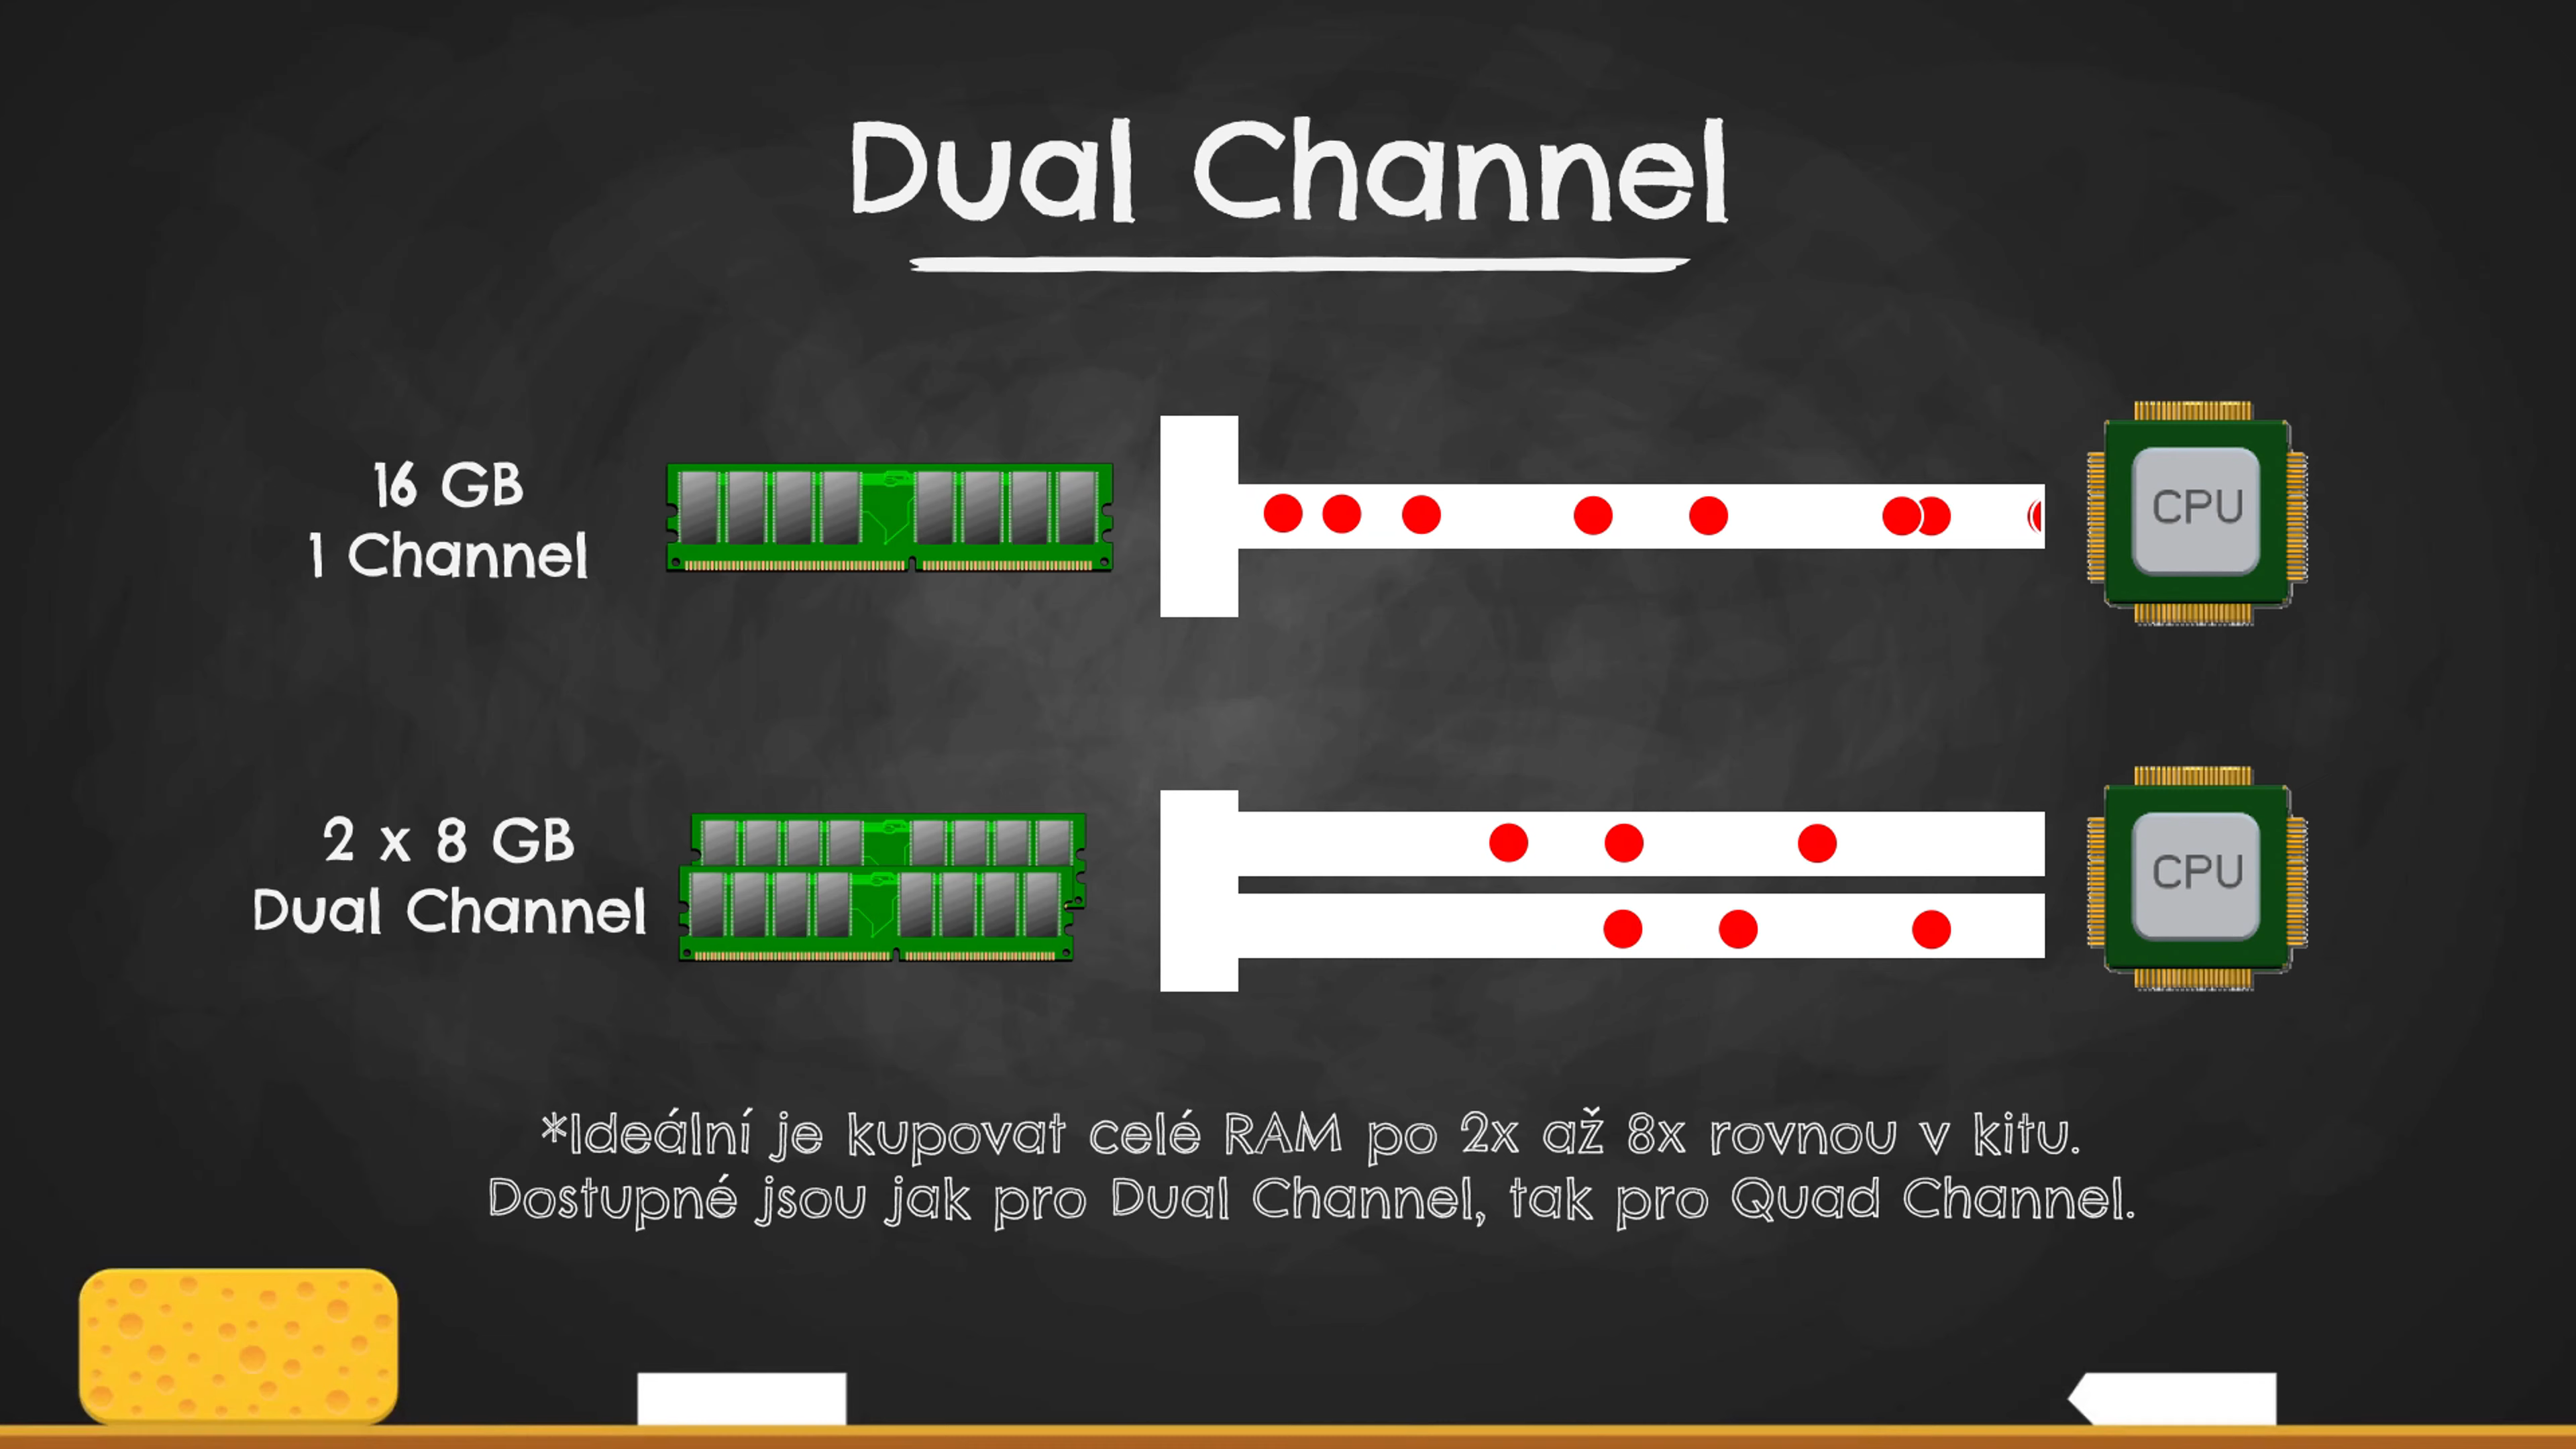 Dual Channel
16 GB
1 Channel
CPU
2 x 8 GB
Dual Channel
CPU
*Ideální je kupovat celé RAM po 2x až 8x rovnou v kitu.
Dostupné jsou jak pro Dual Channel, tak pro Quad Channel.